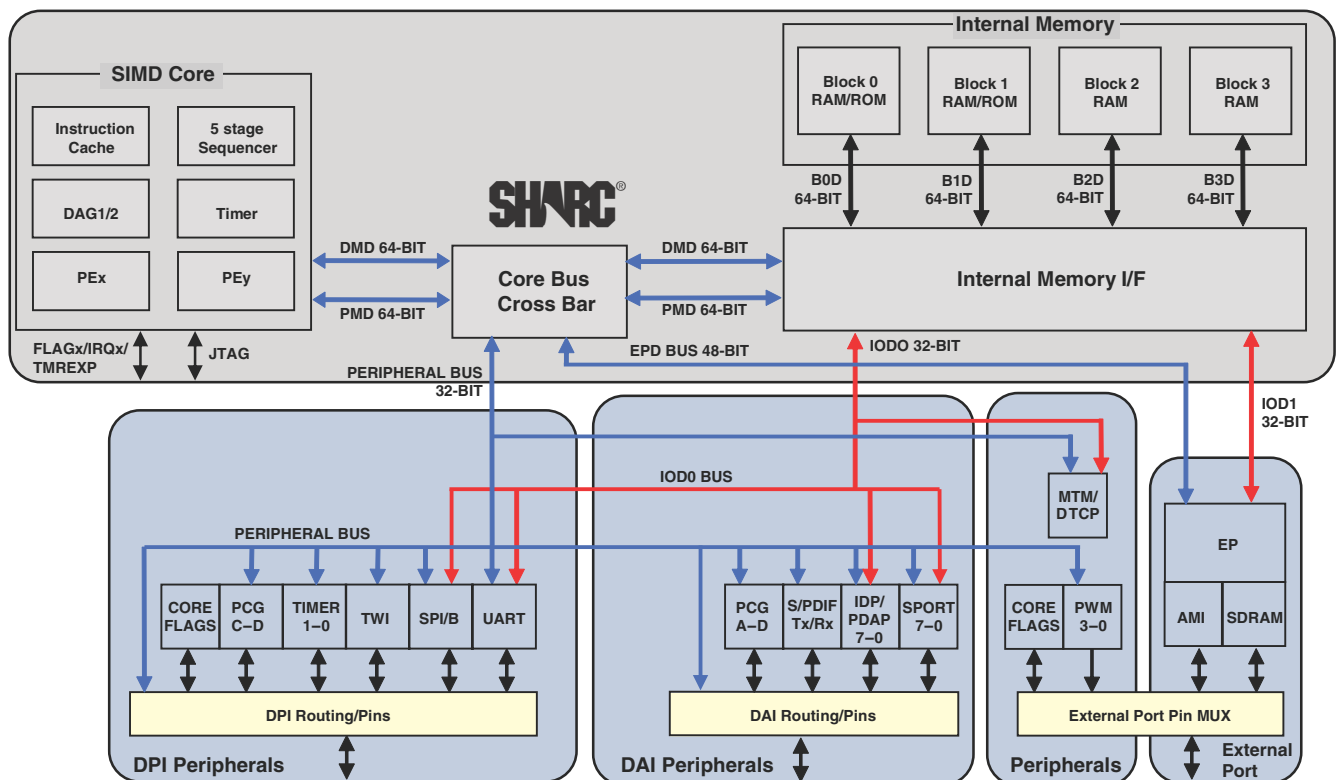 Internal Memory
SIMD Core
Block 0
RAM/ROM
Block 1
RAM/ROM
Block 2
RAM
Block 3
RAM
Instruction
Cache
5 stage
Sequencer
B0D
64-BIT
B1D
64-BIT
B2D
64-BIT
B3D
64-BIT
DAG1/2
Timer
SHARC®
PEx
PEy
DMD 64-BIT
PMD 64-BIT
Core Bus
Cross Bar
DMD 64-BIT
PMD 64-BIT
Internal Memory I/F
FLAGx/IRQx/
TMREXP
JTAG
PERIPHERAL BUS
32-BIT
EPD BUS 48-BIT
IODO 32-BIT
IOD1
32-BIT
IOD0 BUS
MTM/
DTCP
PERIPHERAL BUS
EP
CORE
FLAGS
PCG
C–D
TIMER
1–0
TWI
SPI/B
UART
PCG
A–D
S/PDIF
Tx/Rx
IDP/
PDAP
7–0
SPORT
7–0
CORE
FLAGS
PWM
3–0
AMI
SDRAM
DPI Routing/Pins
DAI Routing/Pins
External Port Pin MUX
DPI Peripherals
DAI Peripherals
Peripherals
External
Port